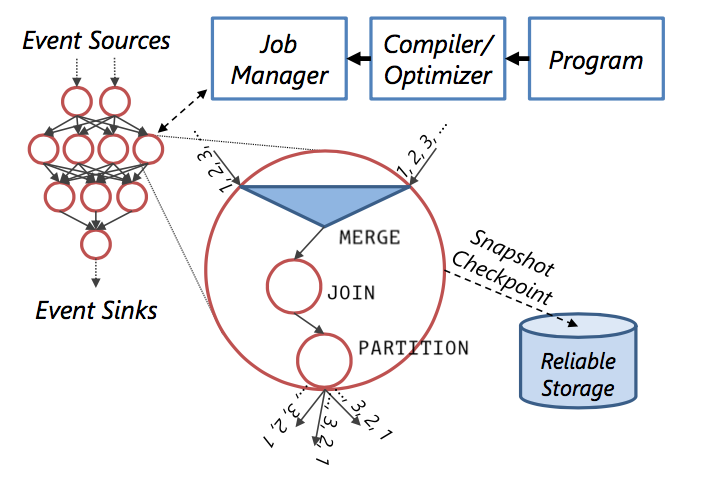 Event Sources
Job
Manager
Compiler/
Optimizer
Program
1, 2, 3, ...
1, 2, 3, ...
MERGE
Snapshot
Checkpoint
JOIN
Event Sinks
PARTITION
Reliable
Storage
... 3, 2, 1
... 3, 2, 1
... 3, 2, 1